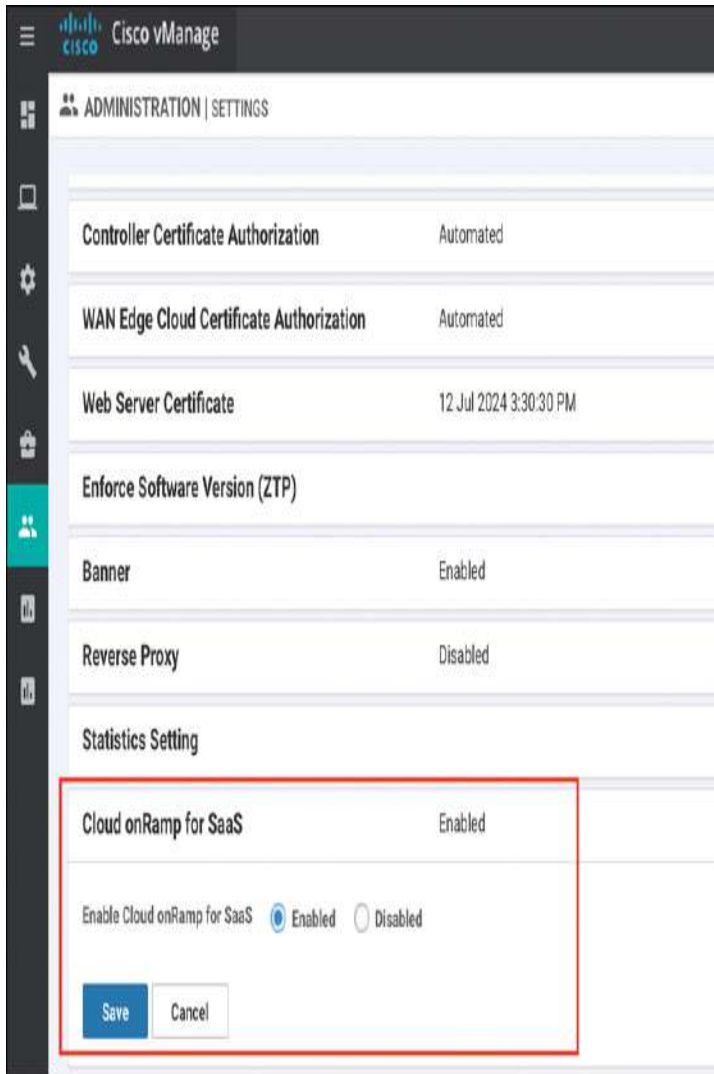 CISCO Cisco vManage
ADMINISTRATION | SETTINGS
Controller Certificate Authorization Automated
WAN Edge Cloud Certificate Authorization Automated
Web Server Certificate 12 Jul 2024 3:30:30 PM
Enforce Software Version (ZTP)
Banner Enabled
Reverse Proxy Disabled
Statistics Setting
Cloud onRamp for SaaS Enabled
Enable Cloud onRamp for SaaS Enabled Disabled
Save Cancel